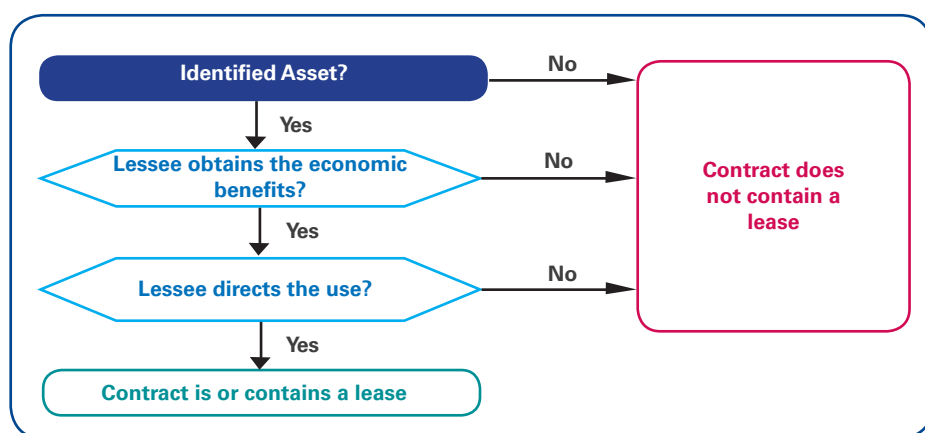 Identified Asset?
No
Yes
Lessee obtains the economic
benefits?
No
Contract does
not contain a
lease
Yes
Lessee directs the use?
No
Yes
Contract is or contains a lease